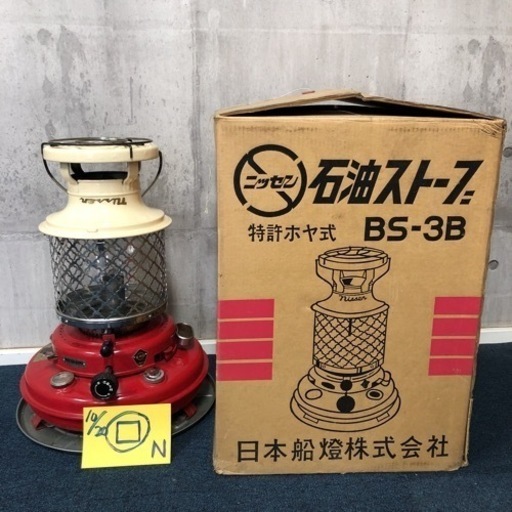 ニッセン 石油ストーブ
特許ホヤ式 BS-3B
nissen
日本船燈株式会社
nissen
10/20
N